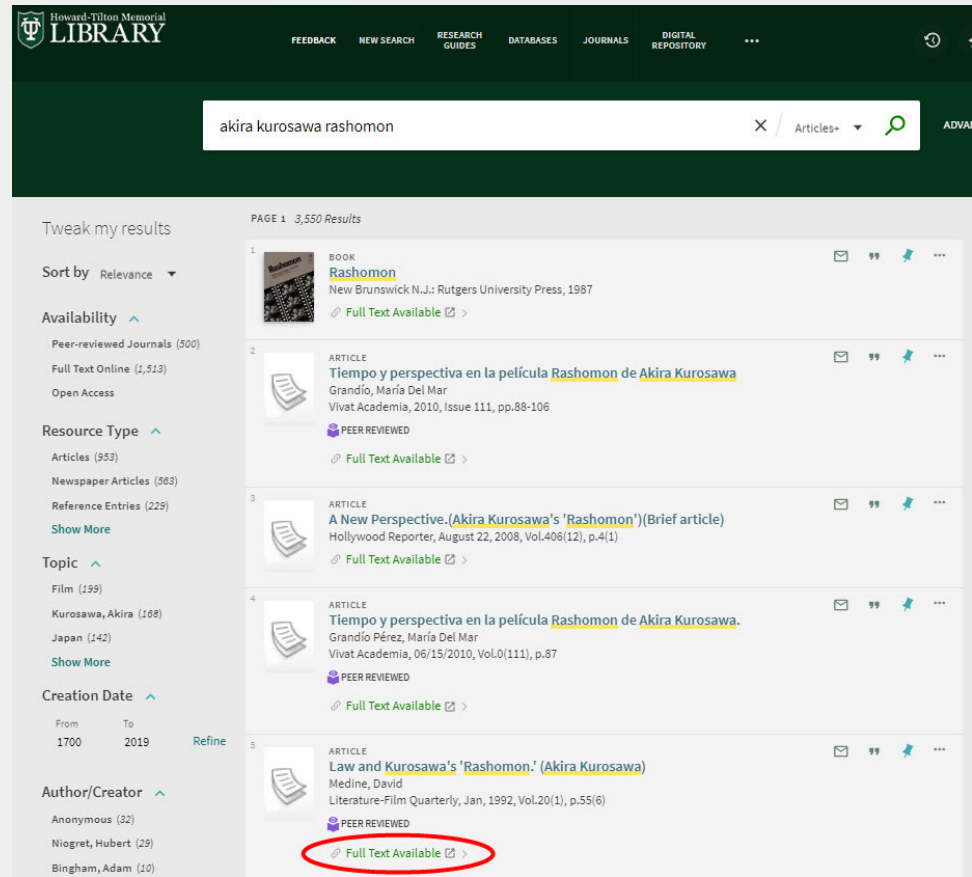 Howard-Tilton Memorial
LIBRARY
FEEDBACK
NEW SEARCH
RESEARCH
GUIDES
DATABASES
JOURNALS
DIGITAL
REPOSITORY
akira kurosawa rashomon
Articles+
Tweak my results
Sort by Relevance
Availability
Peer-reviewed Journals (500)
Full Text Online (1,513)
Open Access
Resource Type
Articles (953)
Newspaper Articles (563)
Reference Entries (229)
Show More
Topic
Film (199)
Kurosawa, Akira (168)
Japan (142)
Show More
Creation Date
From To
1700 2019 Refine
Author/Creator
Anonymous (32)
Niogret, Hubert (29)
Bingham, Adam (10)
PAGE 1 3,550 Results
1
Rashomon
BOOK
Rashomon
New Brunswick N.J.: Rutgers University Press, 1987
Full Text Available
2
ARTICLE
Tiempo y perspectiva en la película Rashomon de Akira Kurosawa
Grandío, María Del Mar
Vivat Academia, 2010, Issue 111, pp.88-106
PEER REVIEWED
Full Text Available
3
ARTICLE
A New Perspective.(Akira Kurosawa's 'Rashomon')(Brief article)
Hollywood Reporter, August 22, 2008, Vol.406(12), p.4(1)
Full Text Available
4
ARTICLE
Tiempo y perspectiva en la película Rashomon de Akira Kurosawa.
Grandío Pérez, María Del Mar
Vivat Academia, 06/15/2010, Vol.0(111), p.87
PEER REVIEWED
Full Text Available
5
ARTICLE
Law and Kurosawa's 'Rashomon.' (Akira Kurosawa)
Medine, David
Literature-Film Quarterly, Jan, 1992, Vol.20(1), p.55(6)
PEER REVIEWED
Full Text Available